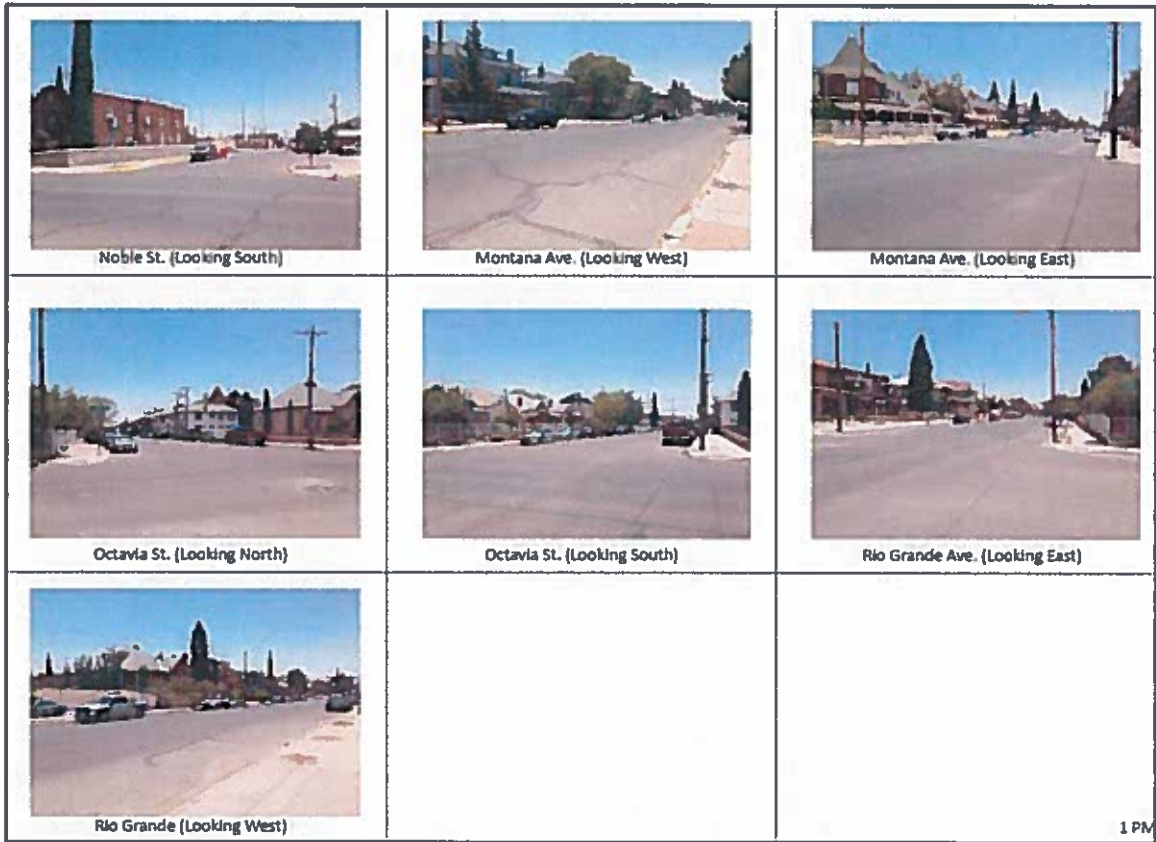 Noble St. (Looking South)
Montana Ave. (Looking West)
Montana Ave. (Looking East)
Octavia St. (Looking North)
Octavia St. (Looking South)
Rio Grande Ave. (Looking East)
Rio Grande (Looking West)
1 PM